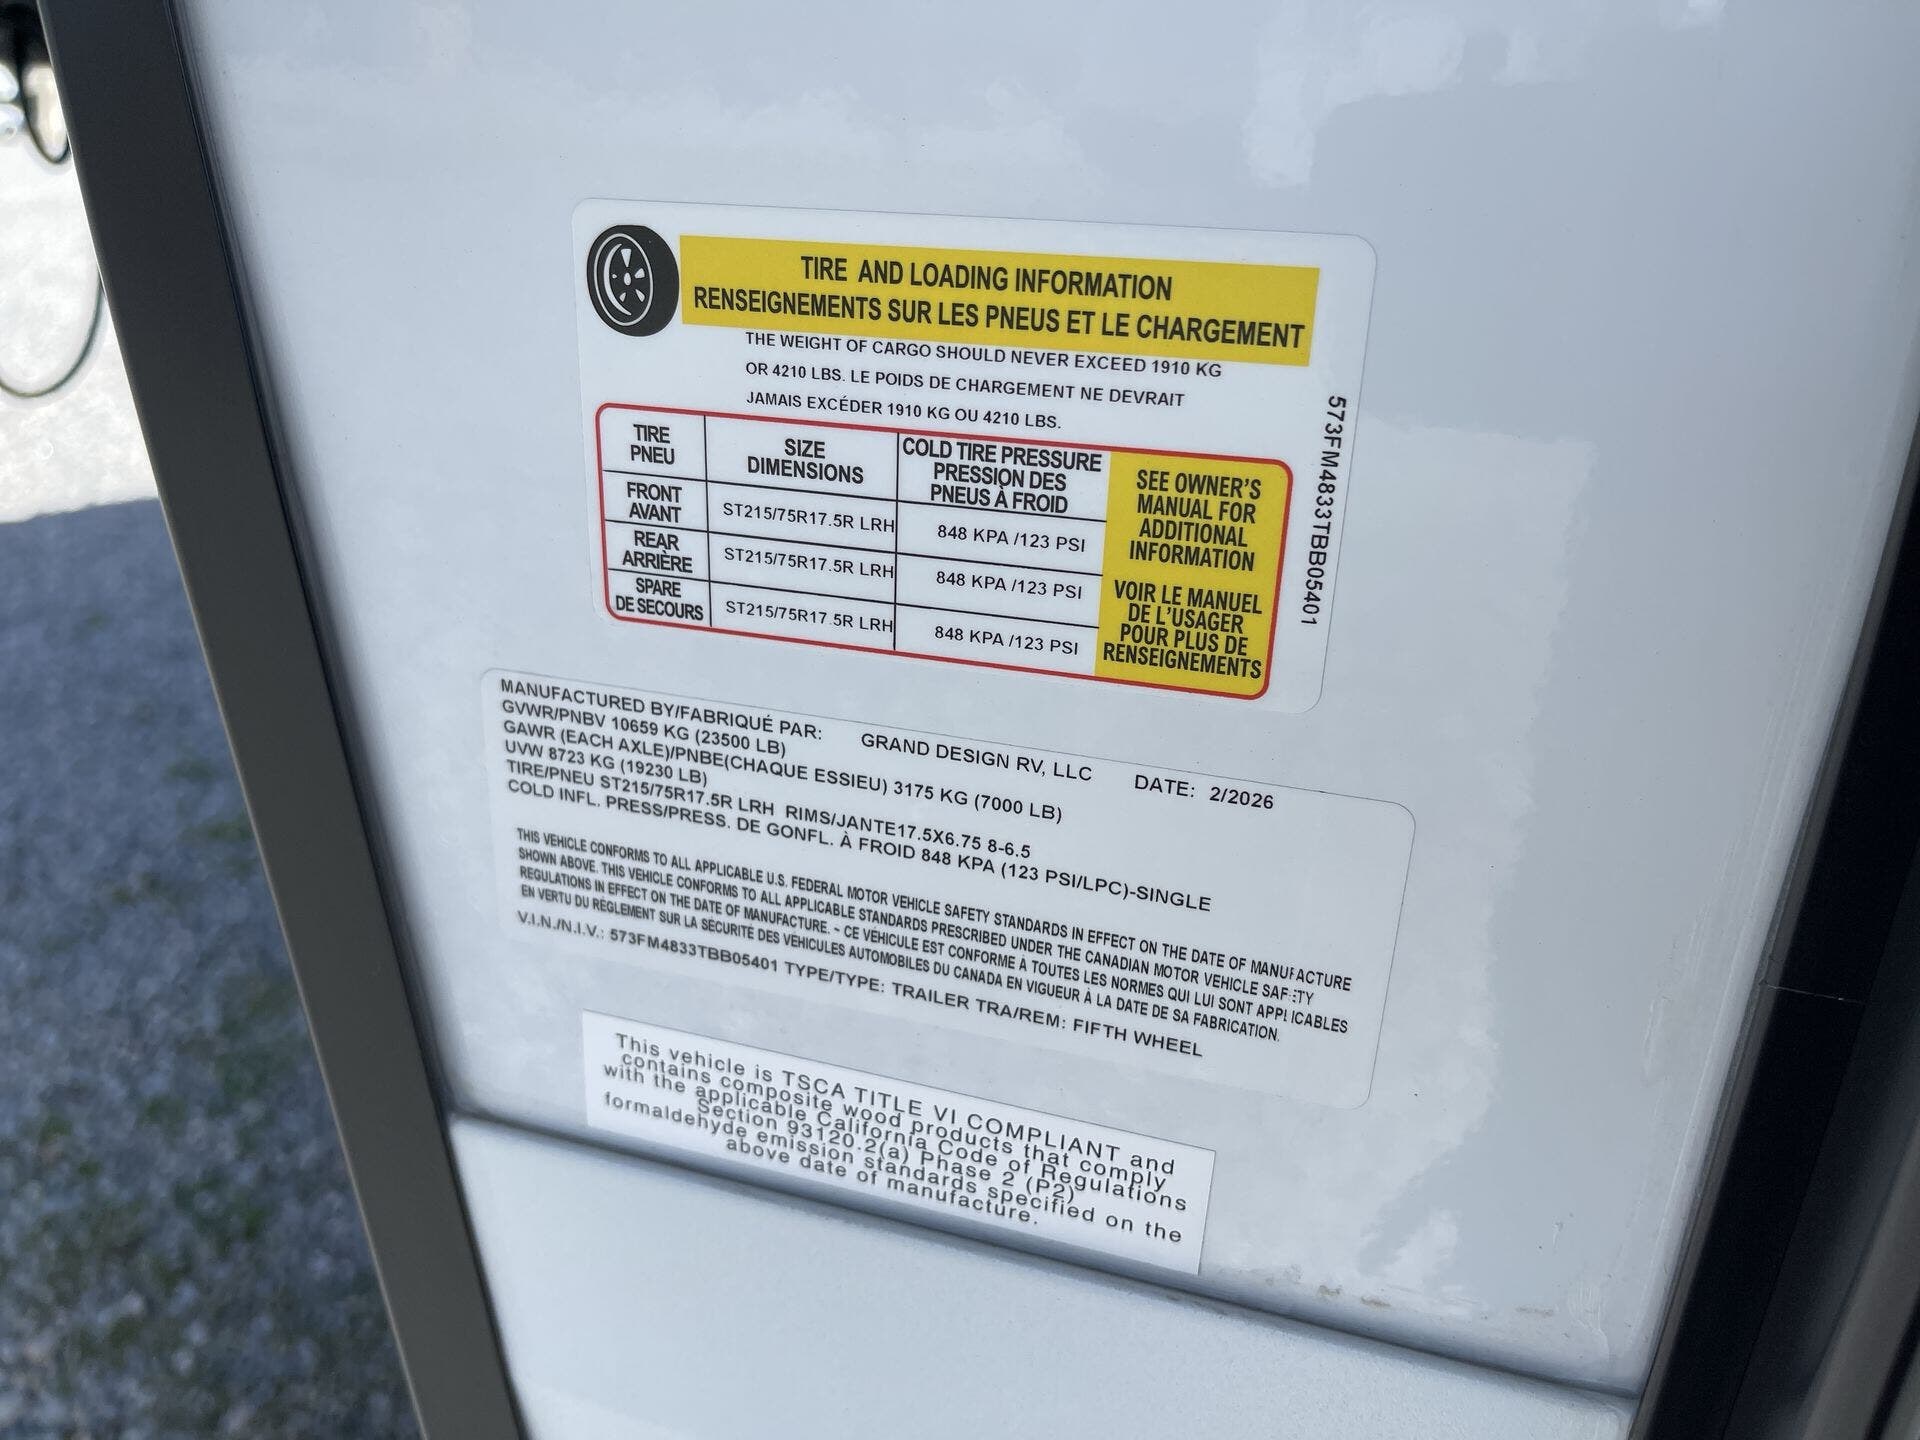 TIRE AND LOADING INFORMATION
RENSEIGNEMENTS SUR LES PNEUS ET LE CHARGEMENT
THE WEIGHT OF CARGO SHOULD NEVER EXCEED 1910 KG
OR 4210 LBS. LE POIDS DE CHARGEMENT NE DEVRAIT
JAMAIS EXCÉDER 1910 KG OU 4210 LBS.
TIRE
PNEU
SIZE
DIMENSIONS
COLD TIRE PRESSURE
PRESSION DES
PNEUS À FROID
FRONT
AVANT
ST215/75R17.5R LRH
848 KPA /123 PSI
REAR
ARRIÈRE
ST215/75R17.5R LRH
848 KPA /123 PSI
SPARE
DE SECOURS
ST215/75R17.5R LRH
848 KPA /123 PSI
SEE OWNER'S
MANUAL FOR
ADDITIONAL
INFORMATION
VOIR LE MANUEL
DE L'USAGER
POUR PLUS DE
RENSEIGNEMENTS
573FM4833TBB05401
MANUFACTURED BY/FABRIQUÉ PAR: GRAND DESIGN RV, LLC DATE: 2/2026
GVWR/PNBV 10659 KG (23500 LB)
GAWR (EACH AXLE)/PNBE(CHAQUE ESSIEU) 3175 KG (7000 LB)
UVW 8723 KG (19230 LB)
TIRE/PNEU ST215/75R17.5R LRH RIMS/JANTE17.5X6.75 8-6.5
COLD INFL. PRESS/PRESS. DE GONFL. À FROID 848 KPA (123 PSI/LPC)-SINGLE
THIS VEHICLE CONFORMS TO ALL APPLICABLE U.S. FEDERAL MOTOR VEHICLE SAFETY STANDARDS IN EFFECT ON THE DATE OF MANUFACTURE
SHOWN ABOVE. THIS VEHICLE CONFORMS TO ALL APPLICABLE STANDARDS PRESCRIBED UNDER THE CANADIAN MOTOR VEHICLE SAFETY
REGULATIONS IN EFFECT ON THE DATE OF MANUFACTURE. - CE VÉHICULE EST CONFORME À TOUTES LES NORMES QUI LUI SONT APPLICABLES
EN VERTU DU RÈGLEMENT SUR LA SÉCURITÉ DES VÉHICULES AUTOMOBILES DU CANADA EN VIGUEUR À LA DATE DE SA FABRICATION.
V.I.N./N.I.V.: 573FM4833TBB05401 TYPE/TYPE: TRAILER TRA/REM: FIFTH WHEEL
This vehicle is TSCA TITLE VI COMPLIANT and
contains composite wood products that comply
with the applicable California Code of Regulations
Section 93120.2(a) Phase 2 (P2)
formaldehyde emission standards specified on the
above date of manufacture.